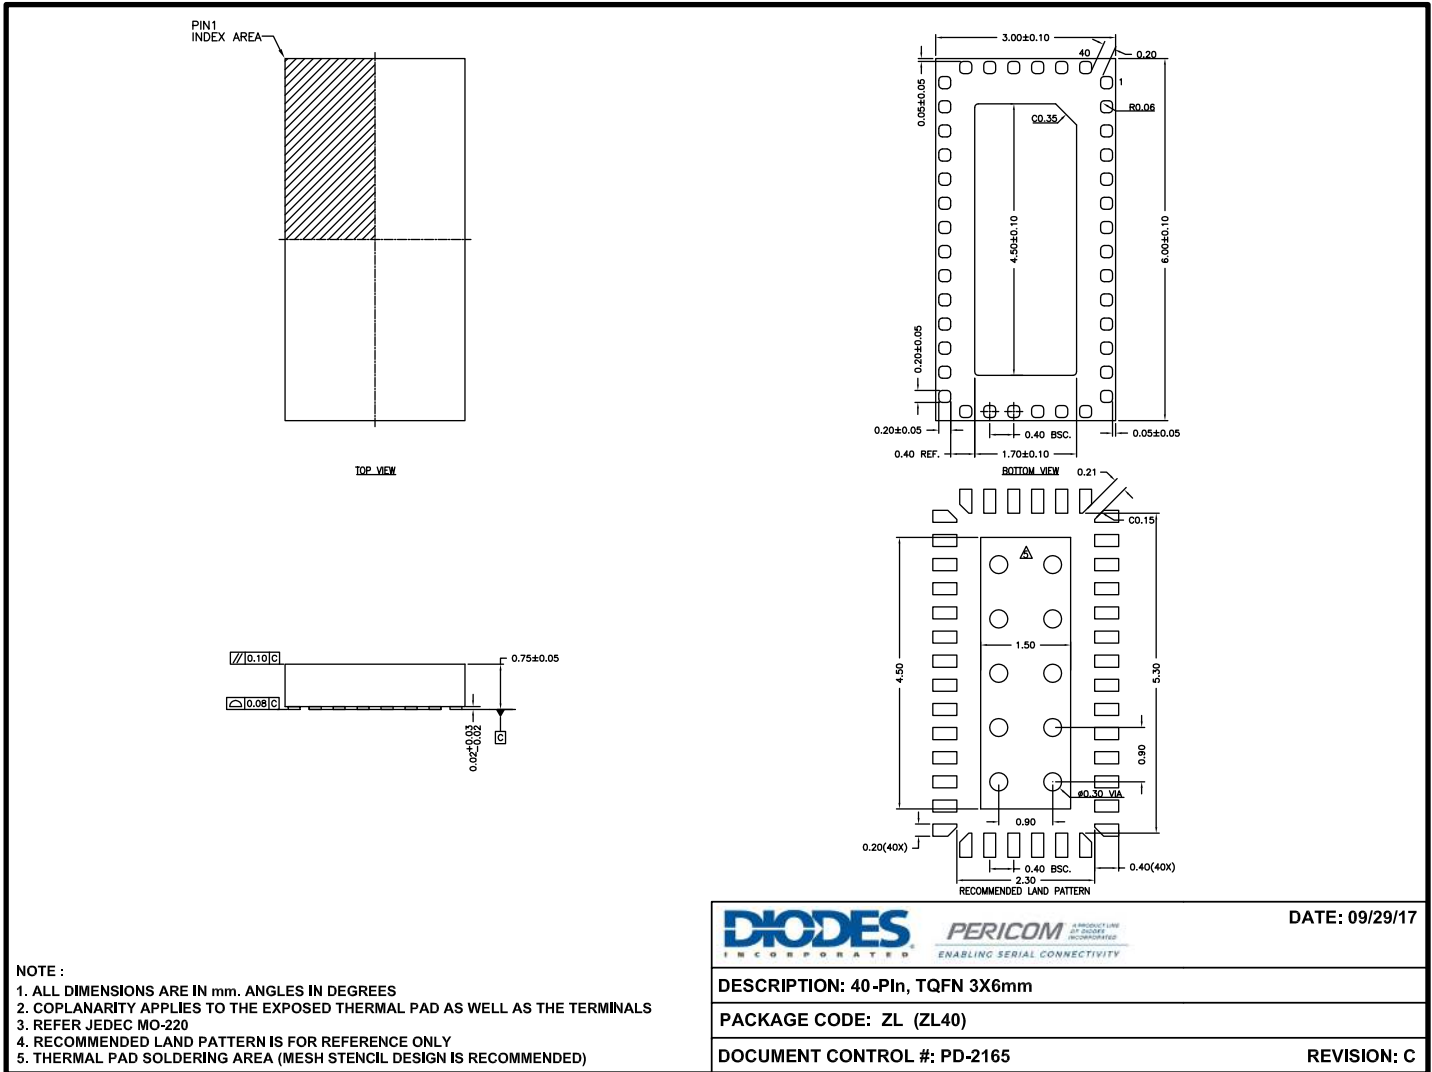 PIN1
INDEX AREA
TOP VIEW
3.00±0.10
40
0.20
1
0.05±0.05
R0.06
C0.35
4.50±0.10
6.00±0.10
0.20±0.05
0.20±0.05
0.40 BSC.
0.05±0.05
0.40 REF.
1.70±0.10
BOTTOM VIEW
0.21
C0.15
5
4.50
1.50
5.30
0.90
ø0.30 VIA
0.90
0.20(40X)
0.40 BSC.
0.40(40X)
2.30
RECOMMENDED LAND PATTERN
// 0.10 C
0.75±0.05
⌓ 0.08 C
0.02+0.03
-0.02
C
NOTE :
1. ALL DIMENSIONS ARE IN mm. ANGLES IN DEGREES
2. COPLANARITY APPLIES TO THE EXPOSED THERMAL PAD AS WELL AS THE TERMINALS
3. REFER JEDEC MO-220
4. RECOMMENDED LAND PATTERN IS FOR REFERENCE ONLY
5. THERMAL PAD SOLDERING AREA (MESH STENCIL DESIGN IS RECOMMENDED)
DIODES
INCORPORATED
PERICOM
A PRODUCT LINE
OF DIODES
INCORPORATED
ENABLING SERIAL CONNECTIVITY
DATE: 09/29/17
DESCRIPTION: 40-Pin, TQFN 3X6mm
PACKAGE CODE: ZL (ZL40)
DOCUMENT CONTROL #: PD-2165
REVISION: C